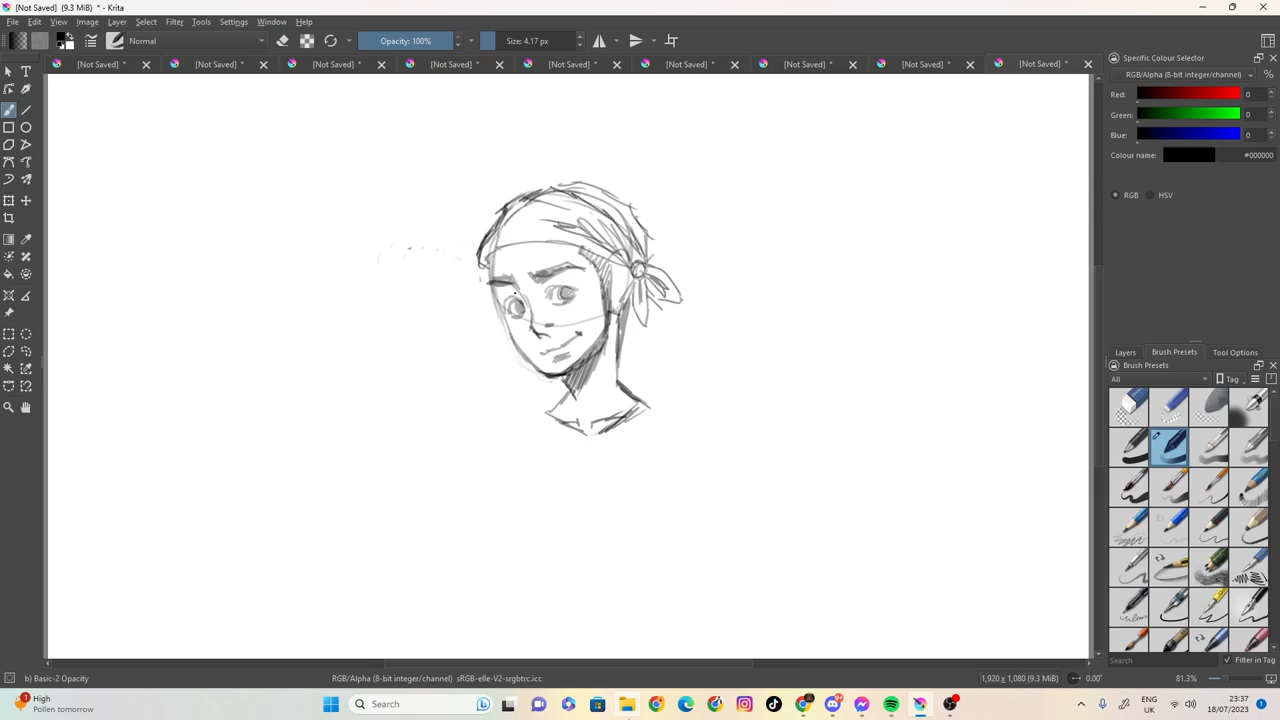 [Not Saved] (9.3 MiB) * - Krita
File Edit View Image Layer Select Filter Tools Settings Window Help
Normal Opacity: 100% Size: 4.17 px
[Not Saved] * [Not Saved] * [Not Saved] * [Not Saved] * [Not Saved] * [Not Saved] * [Not Saved] * [Not Saved] * [Not Saved] *
Specific Colour Selector
RGB/Alpha (8-bit integer/channel) %
Red: 0
Green: 0
Blue: 0
Colour name: #000000
RGB HSV
Layers Brush Presets Tool Options
Brush Presets
All Tag
Search Filter in Tag
b) Basic-2 Opacity RGB/Alpha (8-bit integer/channel) sRGB-elle-V2-srgbtrc.icc 1,920 x 1,080 (9.3 MiB) 0.00° 81.3%
1 High
Pollen tomorrow
Search
ENG
UK
23:37
18/07/2023